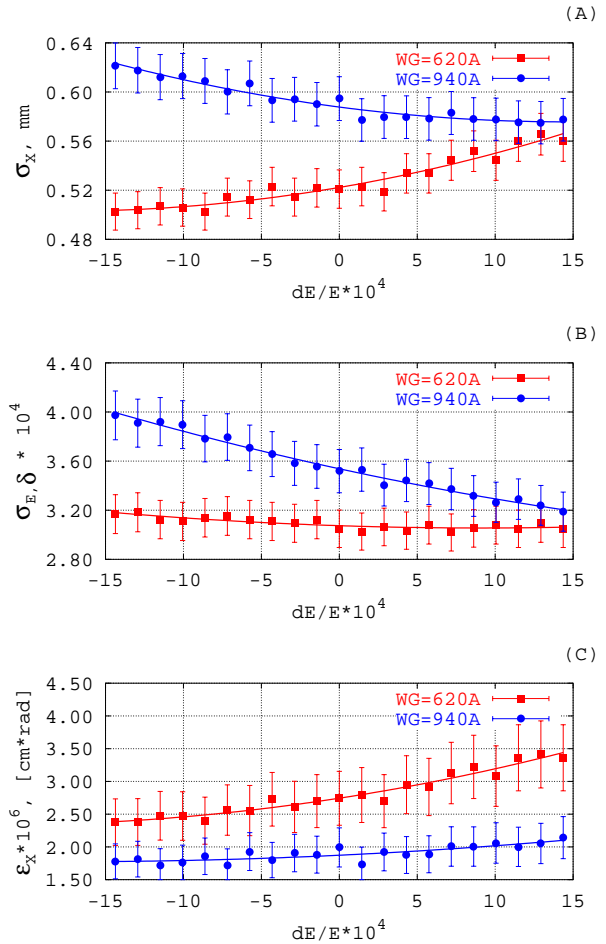 (A)
0.64
0.60
0.56
0.52
0.48
σX, mm
WG=620A
WG=940A
-15 -10 -5 0 5 10 15
dE/E*10^4
(B)
4.40
4.00
3.60
3.20
2.80
σE,δ * 10^4
WG=620A
WG=940A
-15 -10 -5 0 5 10 15
dE/E*10^4
(C)
4.50
4.00
3.50
3.00
2.50
2.00
1.50
εX*10^6, [cm*rad]
WG=620A
WG=940A
-15 -10 -5 0 5 10 15
dE/E*10^4